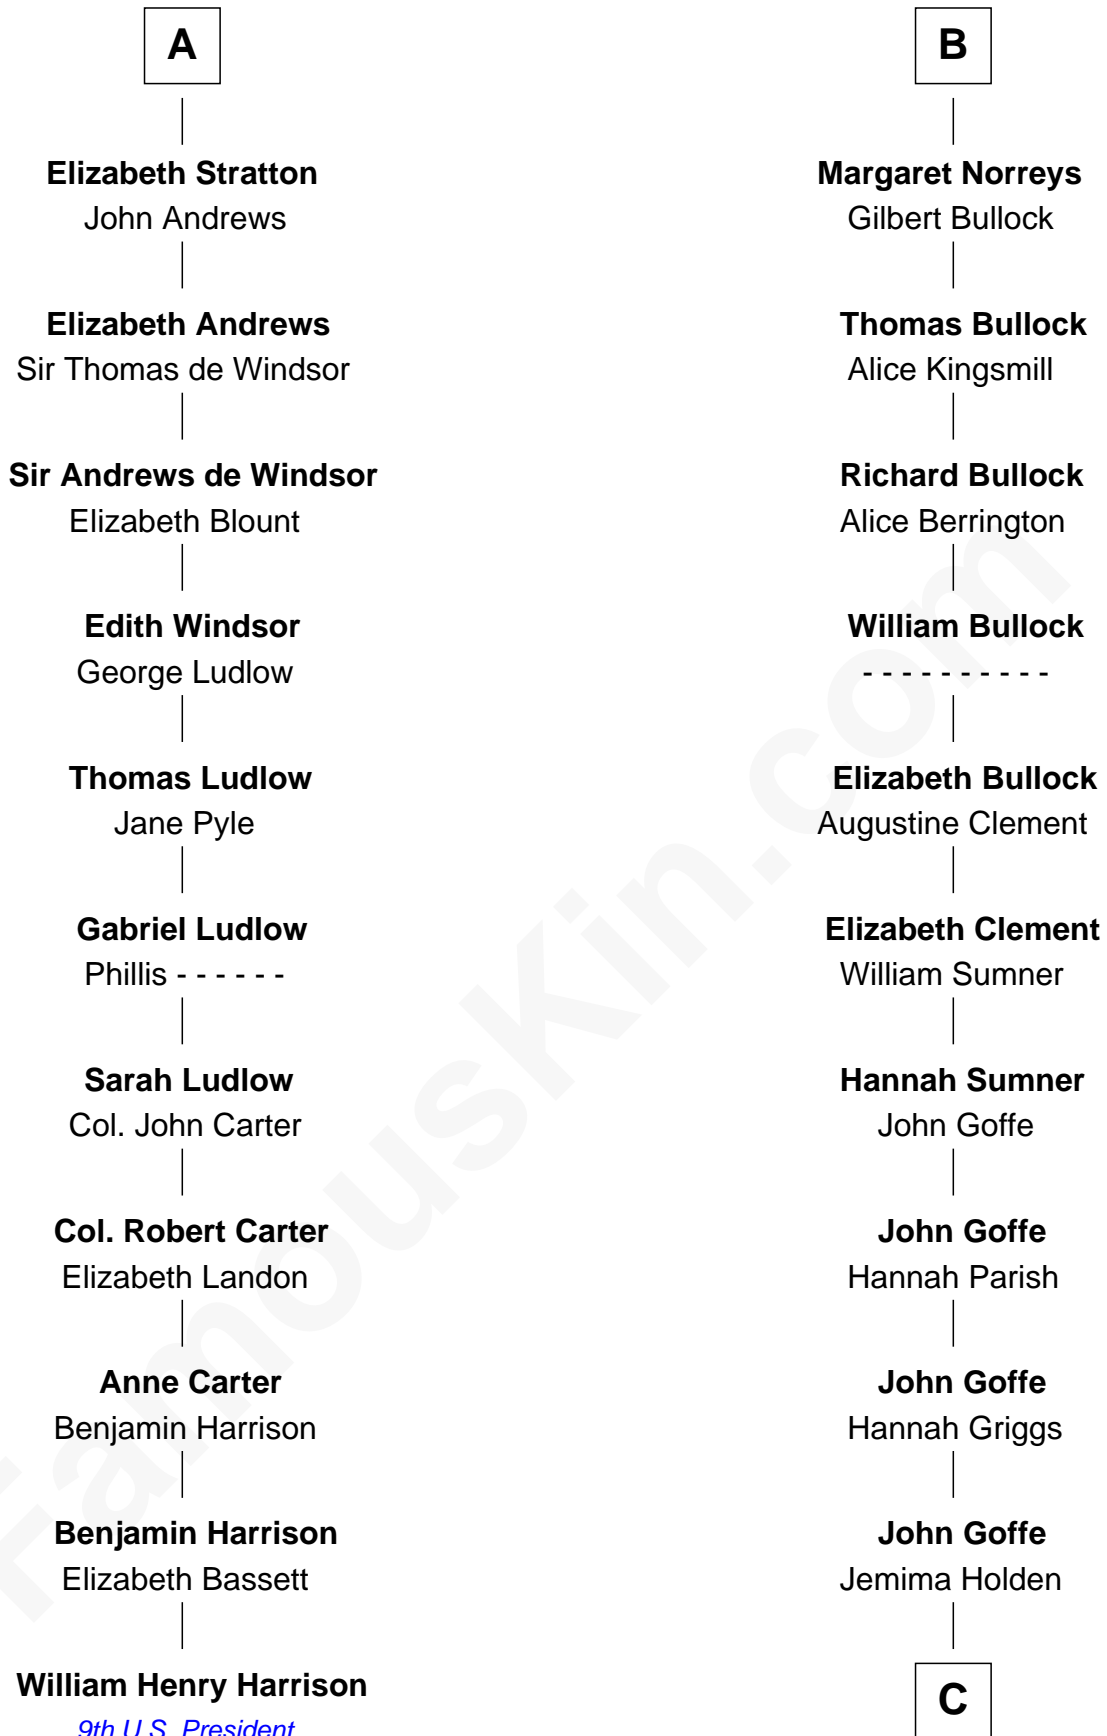 A
Elizabeth Stratton
John Andrews
Elizabeth Andrews
Sir Thomas de Windsor
Sir Andrews de Windsor
Elizabeth Blount
Edith Windsor
George Ludlow
Thomas Ludlow
Jane Pyle
Gabriel Ludlow
Phillis - - - - - -
Sarah Ludlow
Col. John Carter
Col. Robert Carter
Elizabeth Landon
Anne Carter
Benjamin Harrison
Benjamin Harrison
Elizabeth Bassett
William Henry Harrison
9th U.S. President
B
Margaret Norreys
Gilbert Bullock
Thomas Bullock
Alice Kingsmill
Richard Bullock
Alice Berrington
William Bullock
- - - - - - - - - -
Elizabeth Bullock
Augustine Clement
Elizabeth Clement
William Sumner
Hannah Sumner
John Goffe
John Goffe
Hannah Parish
John Goffe
Hannah Griggs
John Goffe
Jemima Holden
C
FamousKin.com